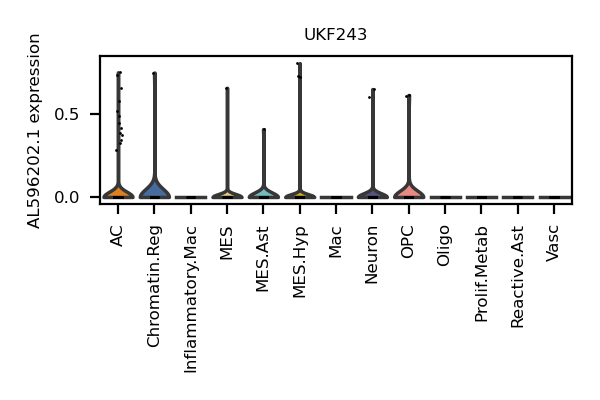 UKF243
AL596202.1 expression
0.5
0.0
AC
Chromatin.Reg
Inflammatory.Mac
MES
MES.Ast
MES.Hyp
Mac
Neuron
OPC
Oligo
Prolif.Metab
Reactive.Ast
Vasc